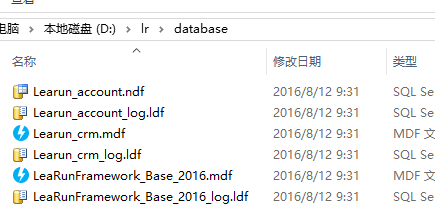 查看
电脑 本地磁盘 (D:) lr database
名称 修改日期 类型
Learun_account.ndf 2016/8/12 9:31 SQL Se
Learun_account_log.ldf 2016/8/12 9:31 SQL Se
Learun_crm.mdf 2016/8/12 9:31 MDF 文
Learun_crm_log.ldf 2016/8/12 9:31 SQL Se
LeaRunFramework_Base_2016.mdf 2016/8/12 9:31 MDF 文
LeaRunFramework_Base_2016_log.ldf 2016/8/12 9:31 SQL Se